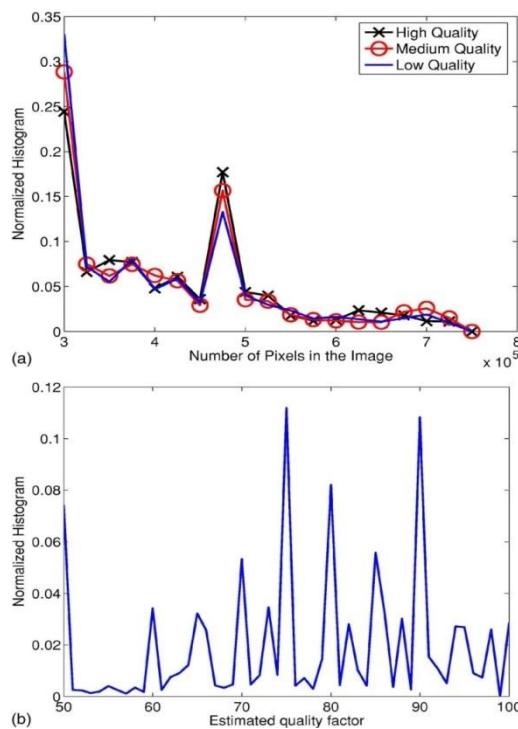 0.35
0.3
0.25
0.2
0.15
0.1
0.05
0
Normalized Histogram
High Quality
Medium Quality
Low Quality
3 4 5 6 7 8
x 10^5
Number of Pixels in the Image
(a)
0.12
0.1
0.08
0.06
0.04
0.02
0
Normalized Histogram
50 60 70 80 90 100
Estimated quality factor
(b)